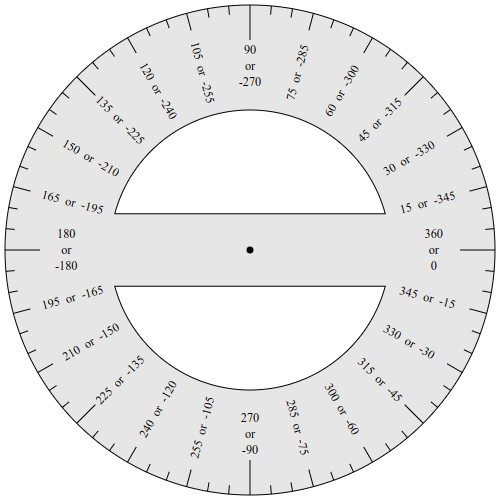 90
or
-270
105 or -255
75 or -285
120 or -240
60 or -300
135 or -225
45 or -315
150 or -210
30 or -330
165 or -195
15 or -345
180
or
-180
360
or
0
195 or -165
345 or -15
210 or -150
330 or -30
225 or -135
315 or -45
240 or -120
300 or -60
255 or -105
285 or -75
270
or
-90